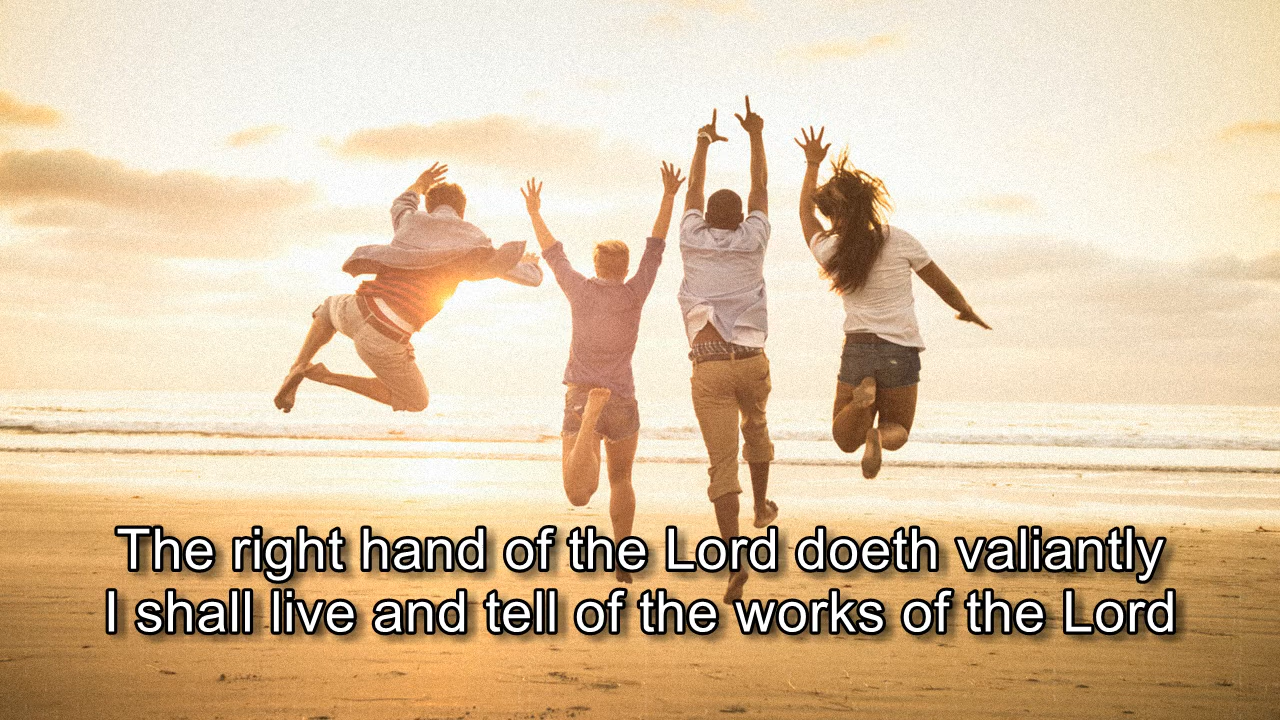 The right hand of the Lord doeth valiantly
I shall live and tell of the works of the Lord